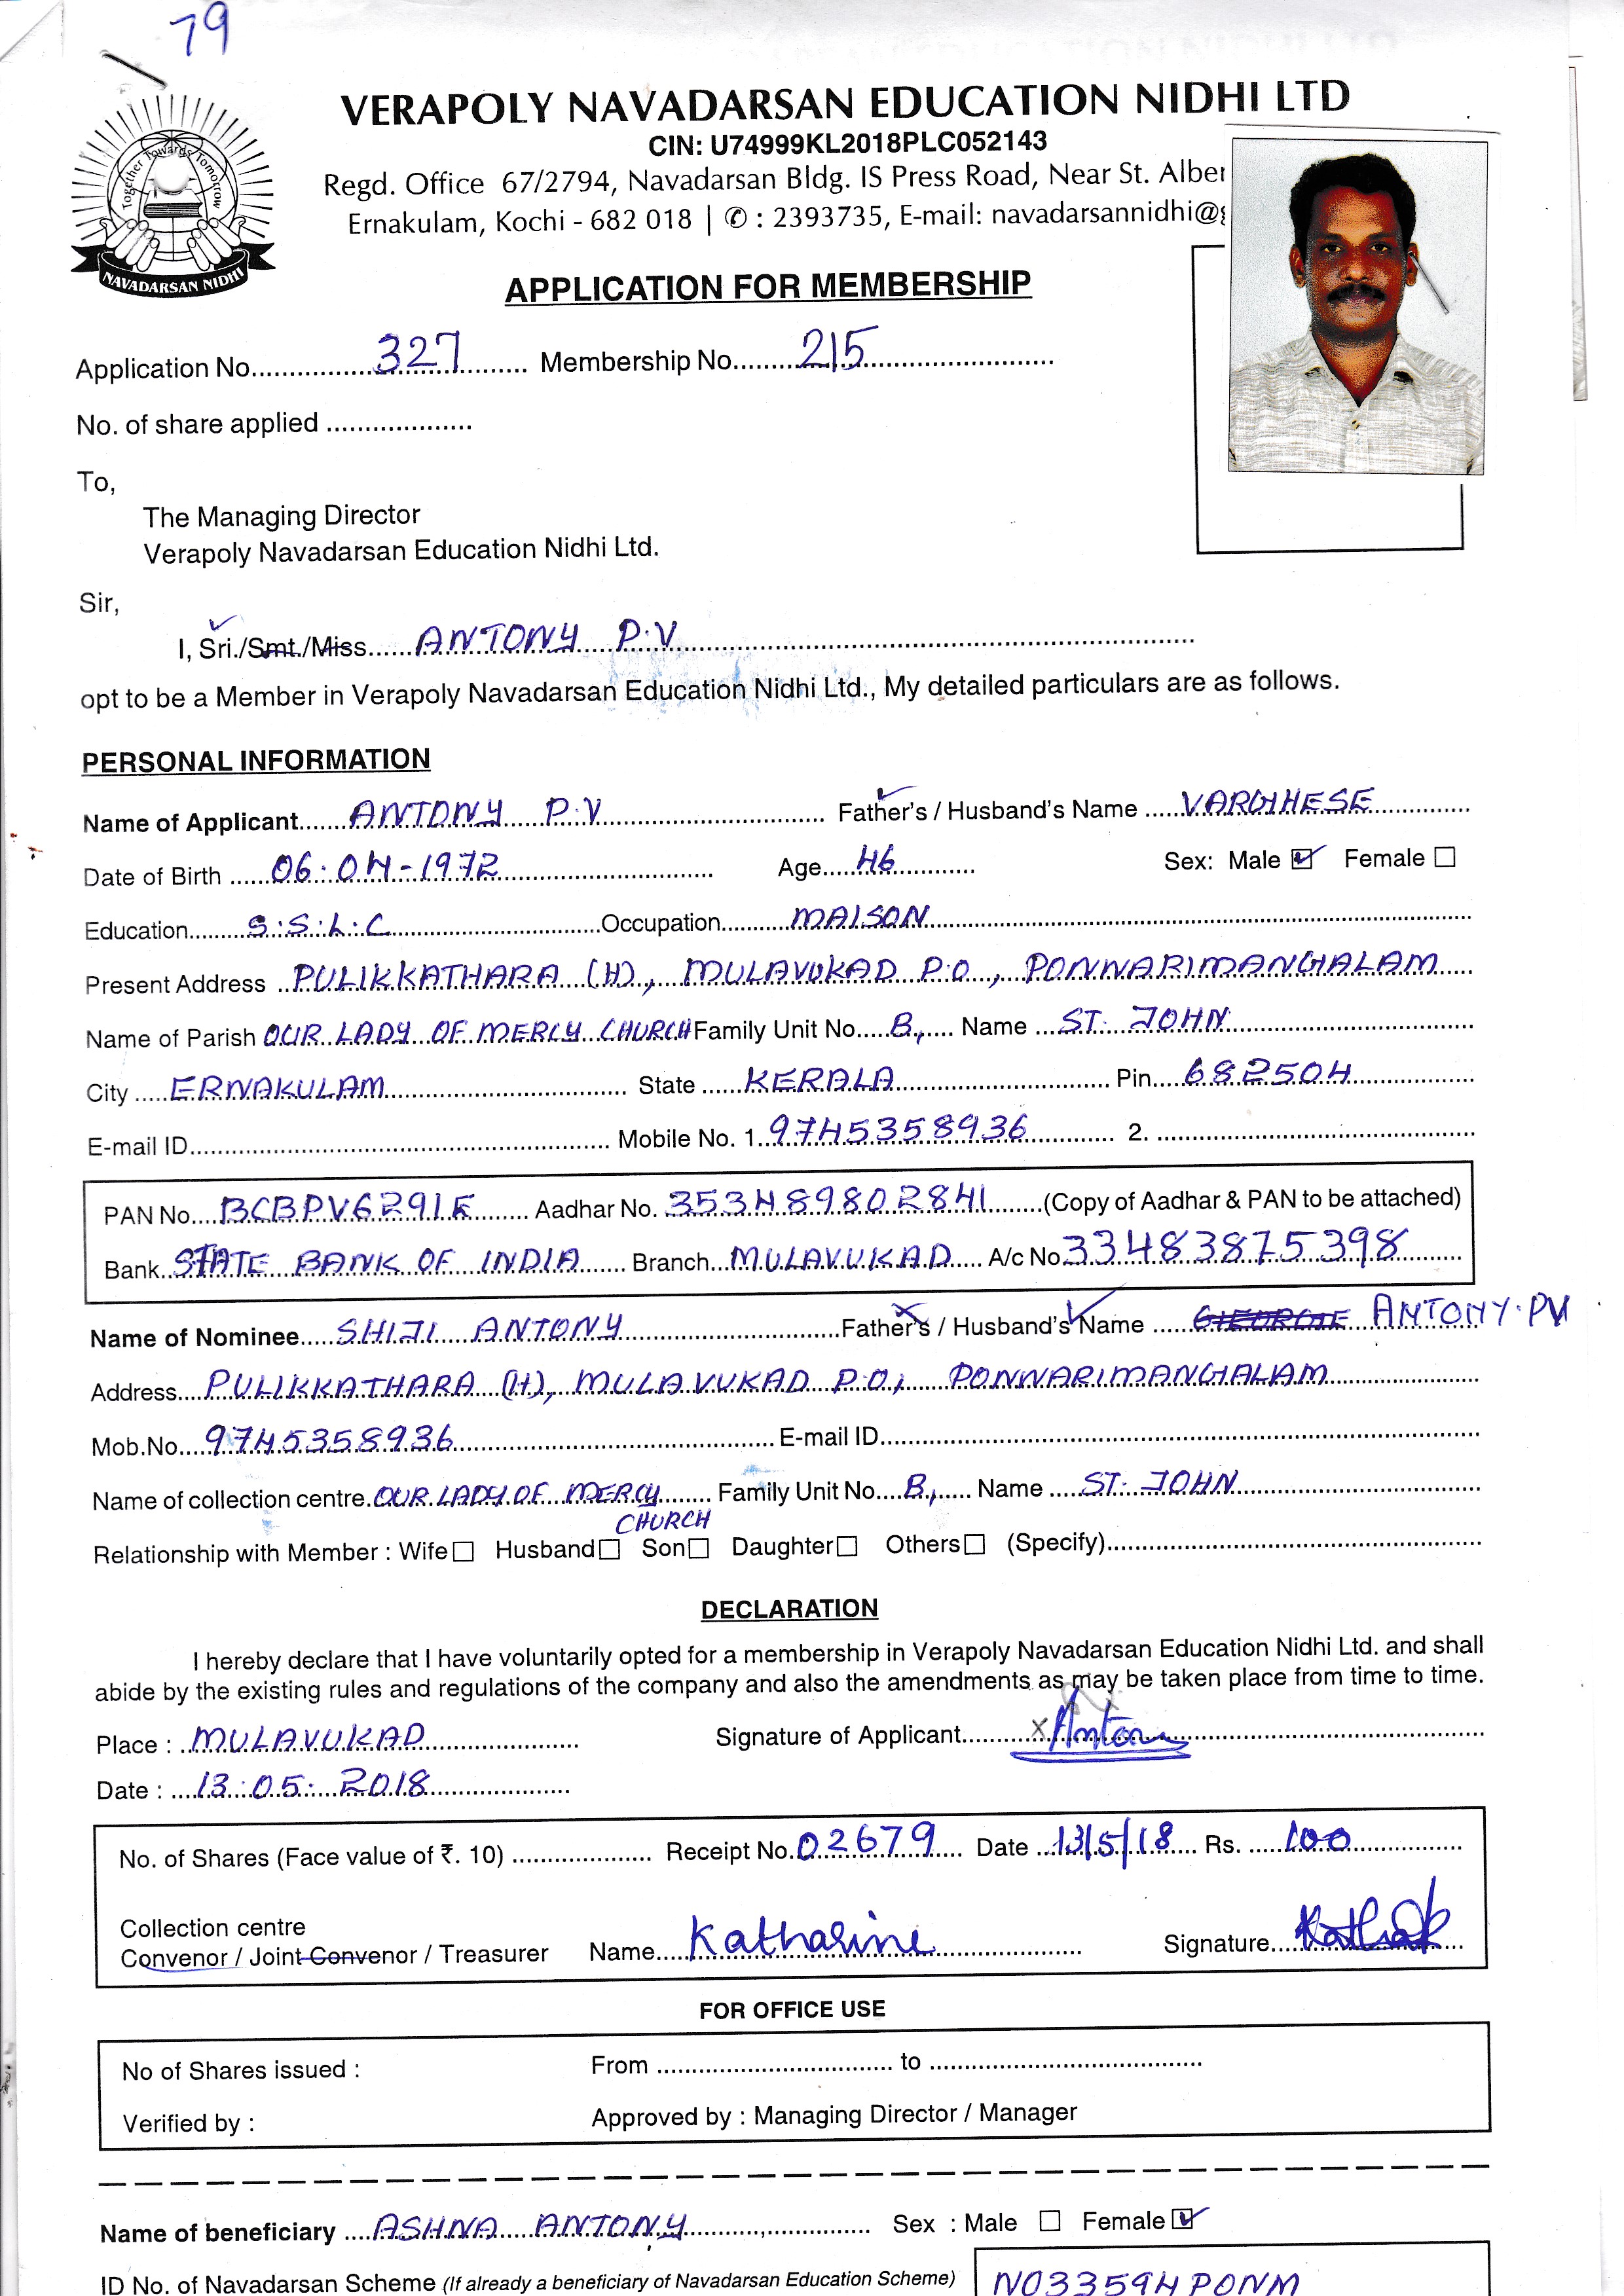 79
VERAPOLY NAVADARSAN EDUCATION NIDHI LTD
CIN: U74999KL2018PLC052143
Regd. Office 67/2794, Navadarsan Bldg. IS Press Road, Near St. Alber
Ernakulam, Kochi - 682 018 | ✆ : 2393735, E-mail: navadarsannidhi@g
Together Towards Tomorrow
NAVADARSAN NIDHI
APPLICATION FOR MEMBERSHIP
Application No. 327 Membership No. 215
No. of share applied
To,
The Managing Director
Verapoly Navadarsan Education Nidhi Ltd.
Sir,
I, Sri./Smt./Miss ANTONY P.V
opt to be a Member in Verapoly Navadarsan Education Nidhi Ltd., My detailed particulars are as follows.
PERSONAL INFORMATION
Name of Applicant ANTONY P.V Father's / Husband's Name VARGHESE
Date of Birth 06:04-1972 Age 46 Sex: Male ☑ Female ☐
Education S.S.L.C Occupation MAISON
Present Address PULIKKATHARA (H), MULAVUKAD P.O, PONNARIMANGALAM
Name of Parish OUR LADY OF MERCY CHURCH Family Unit No. B, Name ST. JOHN
City ERNAKULAM State KERALA Pin 682504
E-mail ID Mobile No. 1. 9745358936 2.
PAN No. BCBPV6291E Aadhar No. 353489802841 (Copy of Aadhar & PAN to be attached)
Bank STATE BANK OF INDIA Branch MULAVUKAD A/c No 33483875398
Name of Nominee SHIJI ANTONY Father's / Husband's Name GEORGE ANTONY.PV
Address PULIKKATHARA (H), MULAVUKAD P.O, PONNARIMANGALAM
Mob.No. 9745358936 E-mail ID
Name of collection centre OUR LADY OF MERCY CHURCH Family Unit No. B, Name ST. JOHN
Relationship with Member : Wife ☐ Husband ☐ Son ☐ Daughter ☐ Others ☐ (Specify)
DECLARATION
I hereby declare that I have voluntarily opted for a membership in Verapoly Navadarsan Education Nidhi Ltd. and shall
abide by the existing rules and regulations of the company and also the amendments as may be taken place from time to time.
Place : MULAVUKAD Signature of Applicant x Antony
Date : 13:05:2018
No. of Shares (Face value of ₹. 10) Receipt No. 02679 Date 13/5/18 Rs. 100
Collection centre
Convenor / Joint Convenor / Treasurer Name Katharine Signature
FOR OFFICE USE
No of Shares issued : From to
Verified by : Approved by : Managing Director / Manager
Name of beneficiary ASHNA ANTONY Sex : Male ☐ Female ☑
ID No. of Navadarsan Scheme (If already a beneficiary of Navadarsan Education Scheme) N03359HPONM